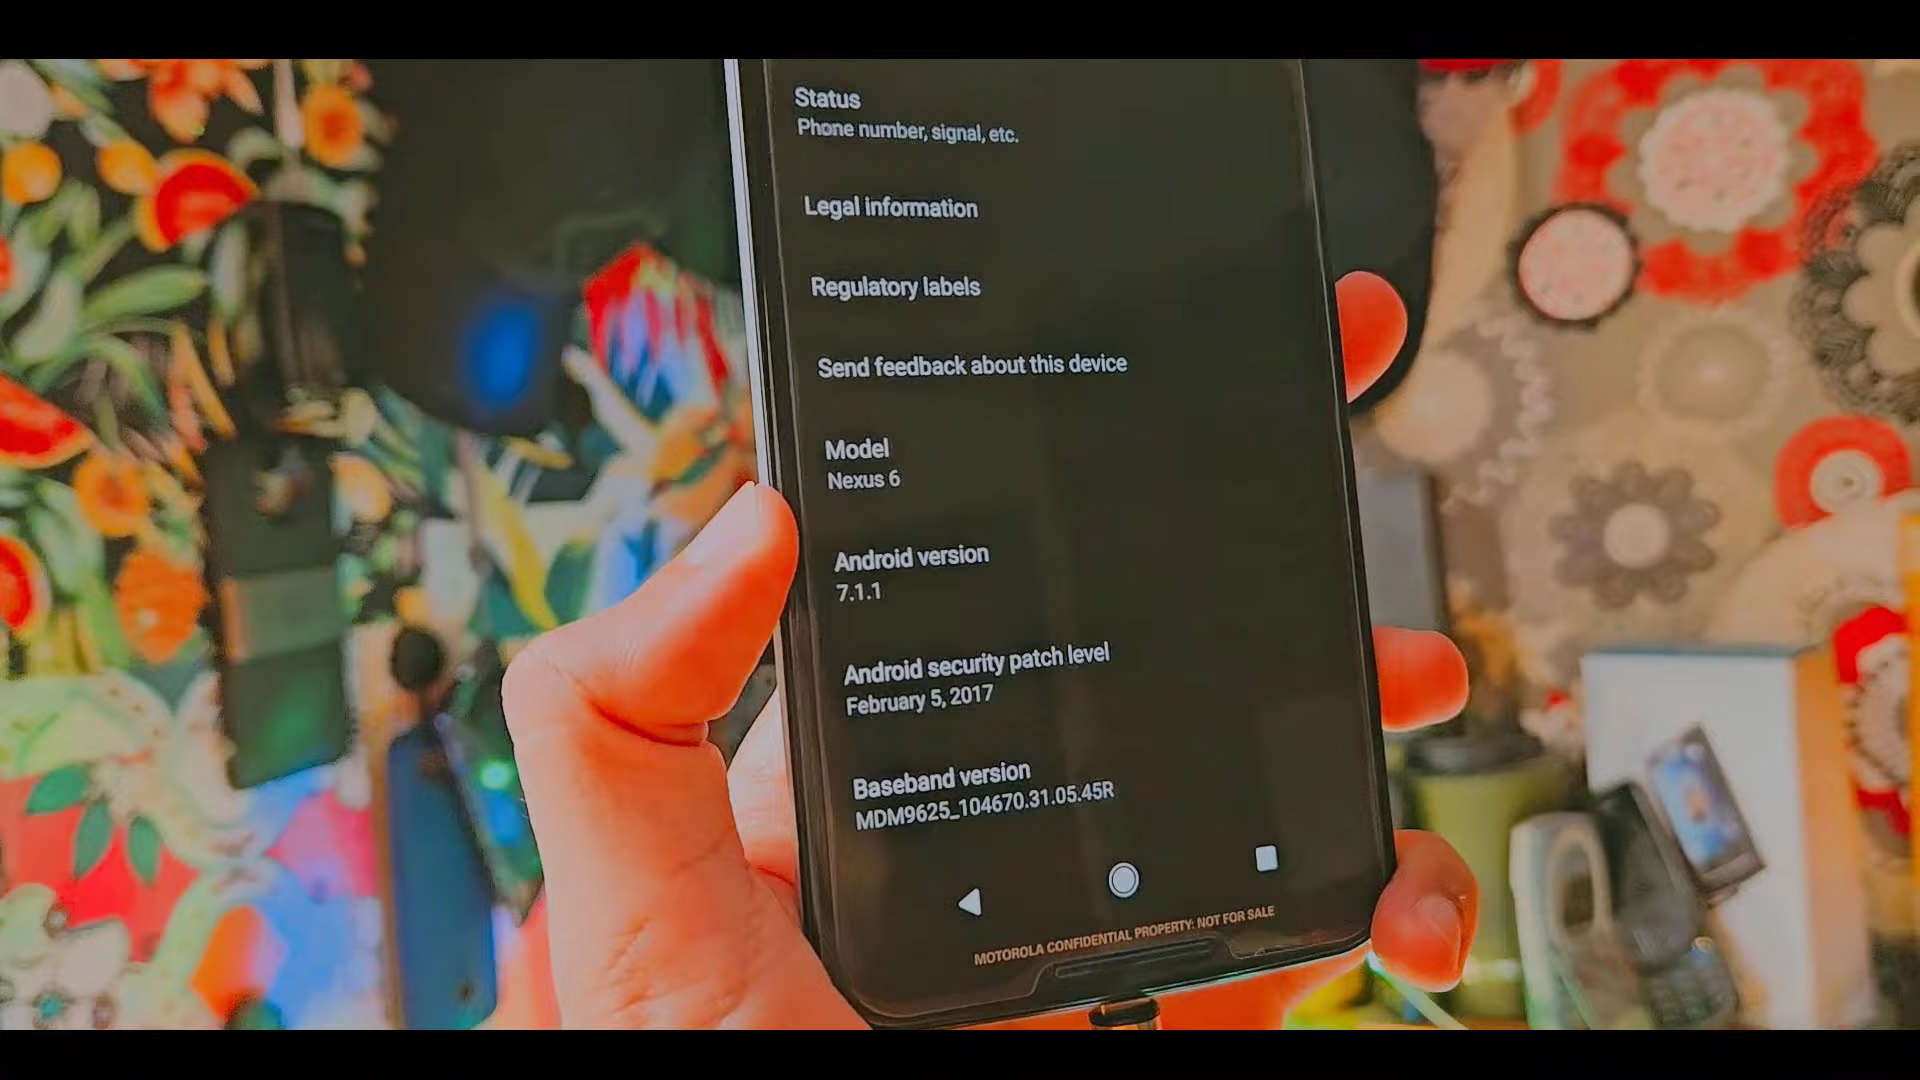 Status
Phone number, signal, etc.
Legal information
Regulatory labels
Send feedback about this device
Model
Nexus 6
Android version
7.1.1
Android security patch level
February 5, 2017
Baseband version
MDM9625_104670.31.05.45R
MOTOROLA CONFIDENTIAL PROPERTY: NOT FOR SALE